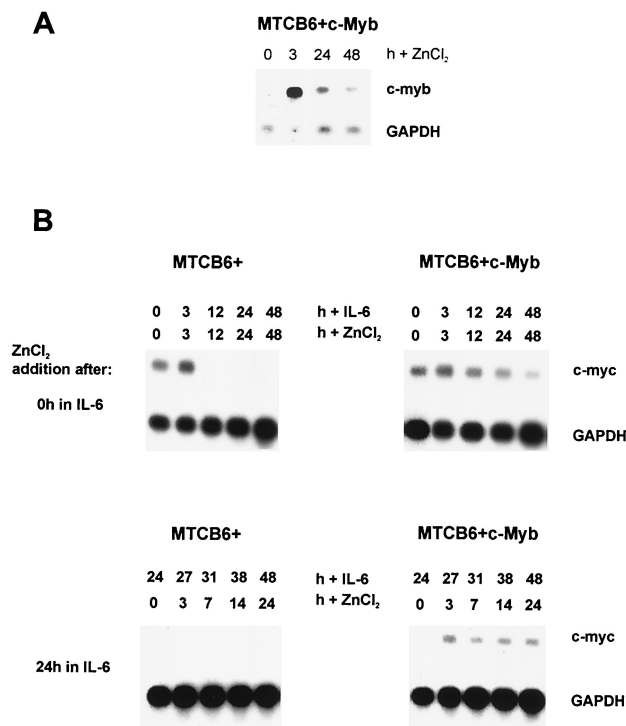 A
MTCB6+c-Myb
0 3 24 48 h + ZnCl₂
c-myb
GAPDH
B
MTCB6+ MTCB6+c-Myb
0 3 12 24 48 h + IL-6 0 3 12 24 48
0 3 12 24 48 h + ZnCl₂ 0 3 12 24 48
ZnCl₂
addition after:
c-myc
0h in IL-6
GAPDH
MTCB6+ MTCB6+c-Myb
24 27 31 38 48 h + IL-6 24 27 31 38 48
0 3 7 14 24 h + ZnCl₂ 0 3 7 14 24
c-myc
24h in IL-6
GAPDH